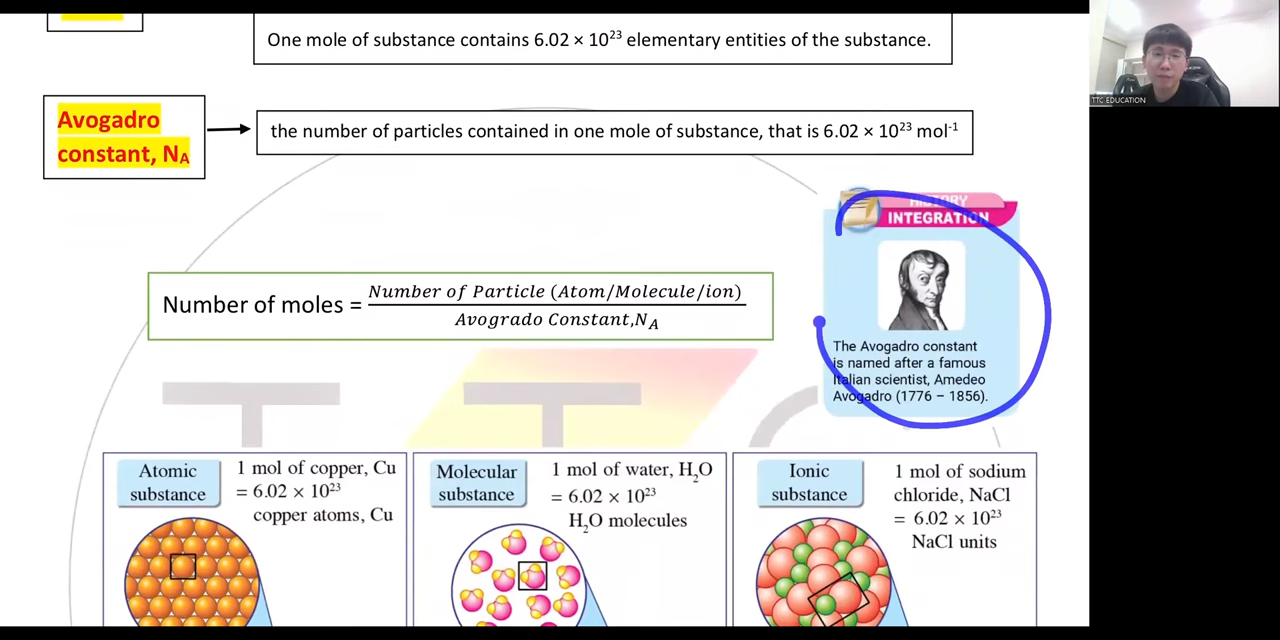 One mole of substance contains 6.02 × 10²³ elementary entities of the substance.
Avogadro
constant, Nᴀ
the number of particles contained in one mole of substance, that is 6.02 × 10²³ mol⁻¹
HISTORY
INTEGRATION
Number of moles = Number of Particle (Atom/Molecule/ion)
Avogrado Constant,Nᴀ
The Avogadro constant
is named after a famous
Italian scientist, Amedeo
Avogadro (1776 – 1856).
Atomic
substance
1 mol of copper, Cu
= 6.02 × 10²³
copper atoms, Cu
Molecular
substance
1 mol of water, H₂O
= 6.02 × 10²³
H₂O molecules
Ionic
substance
1 mol of sodium
chloride, NaCl
= 6.02 × 10²³
NaCl units
TTC EDUCATION